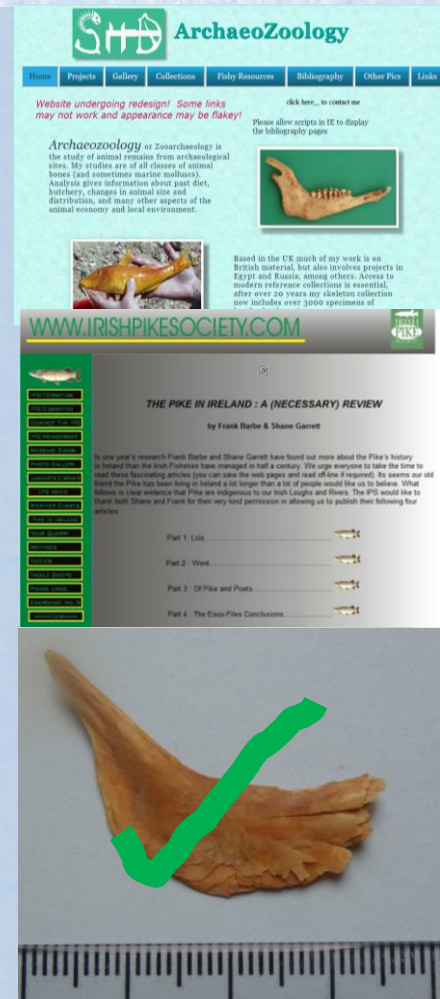 SHD ArchaeoZoology
Home Projects Gallery Collections Fishy Resources Bibliography Other Pics Links
Website undergoing redesign! Some links
may not work and appearance may be flakey!
click here... to contact me
Please allow scripts in IE to display
the bibliography pages
Archaeozoology or Zooarchaeology is
the study of animal remains from archaeological
sites. My studies are of all classes of animal
bones (and sometimes marine molluscs).
Analysis gives information about past diet,
butchery, changes in animal size and
distribution, and many other aspects of the
animal economy and local environment.
Based in the UK much of my work is on
British material, but also involves projects in
Egypt and Russia, among others. Access to
modern reference collections is essential,
after over 20 years my skeleton collection
now includes over 3000 specimens of
WWW.IRISHPIKESOCIETY.COM
IRISH
PIKE
THE PIKE IN IRELAND : A (NECESSARY) REVIEW
by Frank Barbe & Shane Garrett
In one year's research Frank Barbe and Shane Garrett have found out more about the Pike's history
in Ireland than the Irish Fisheries have managed in half a century. We urge everyone to take the time to
read these fascinating articles (you can save the web pages and read off-line if required). Its seems our old
friend the Pike has been living in Ireland a lot longer than a lot of people would like us to believe. What
follows is clear evidence that Pike are indigenous to our Irish Loughs and Rivers. The IPS would like to
thank both Shane and Frank for their very kind permission in allowing us to publish their following four
articles.
Part 1: Luis
Part 2 : Went
Part 3 : Of Pike and Poets
Part 4 : The Esox-Files Conclusions